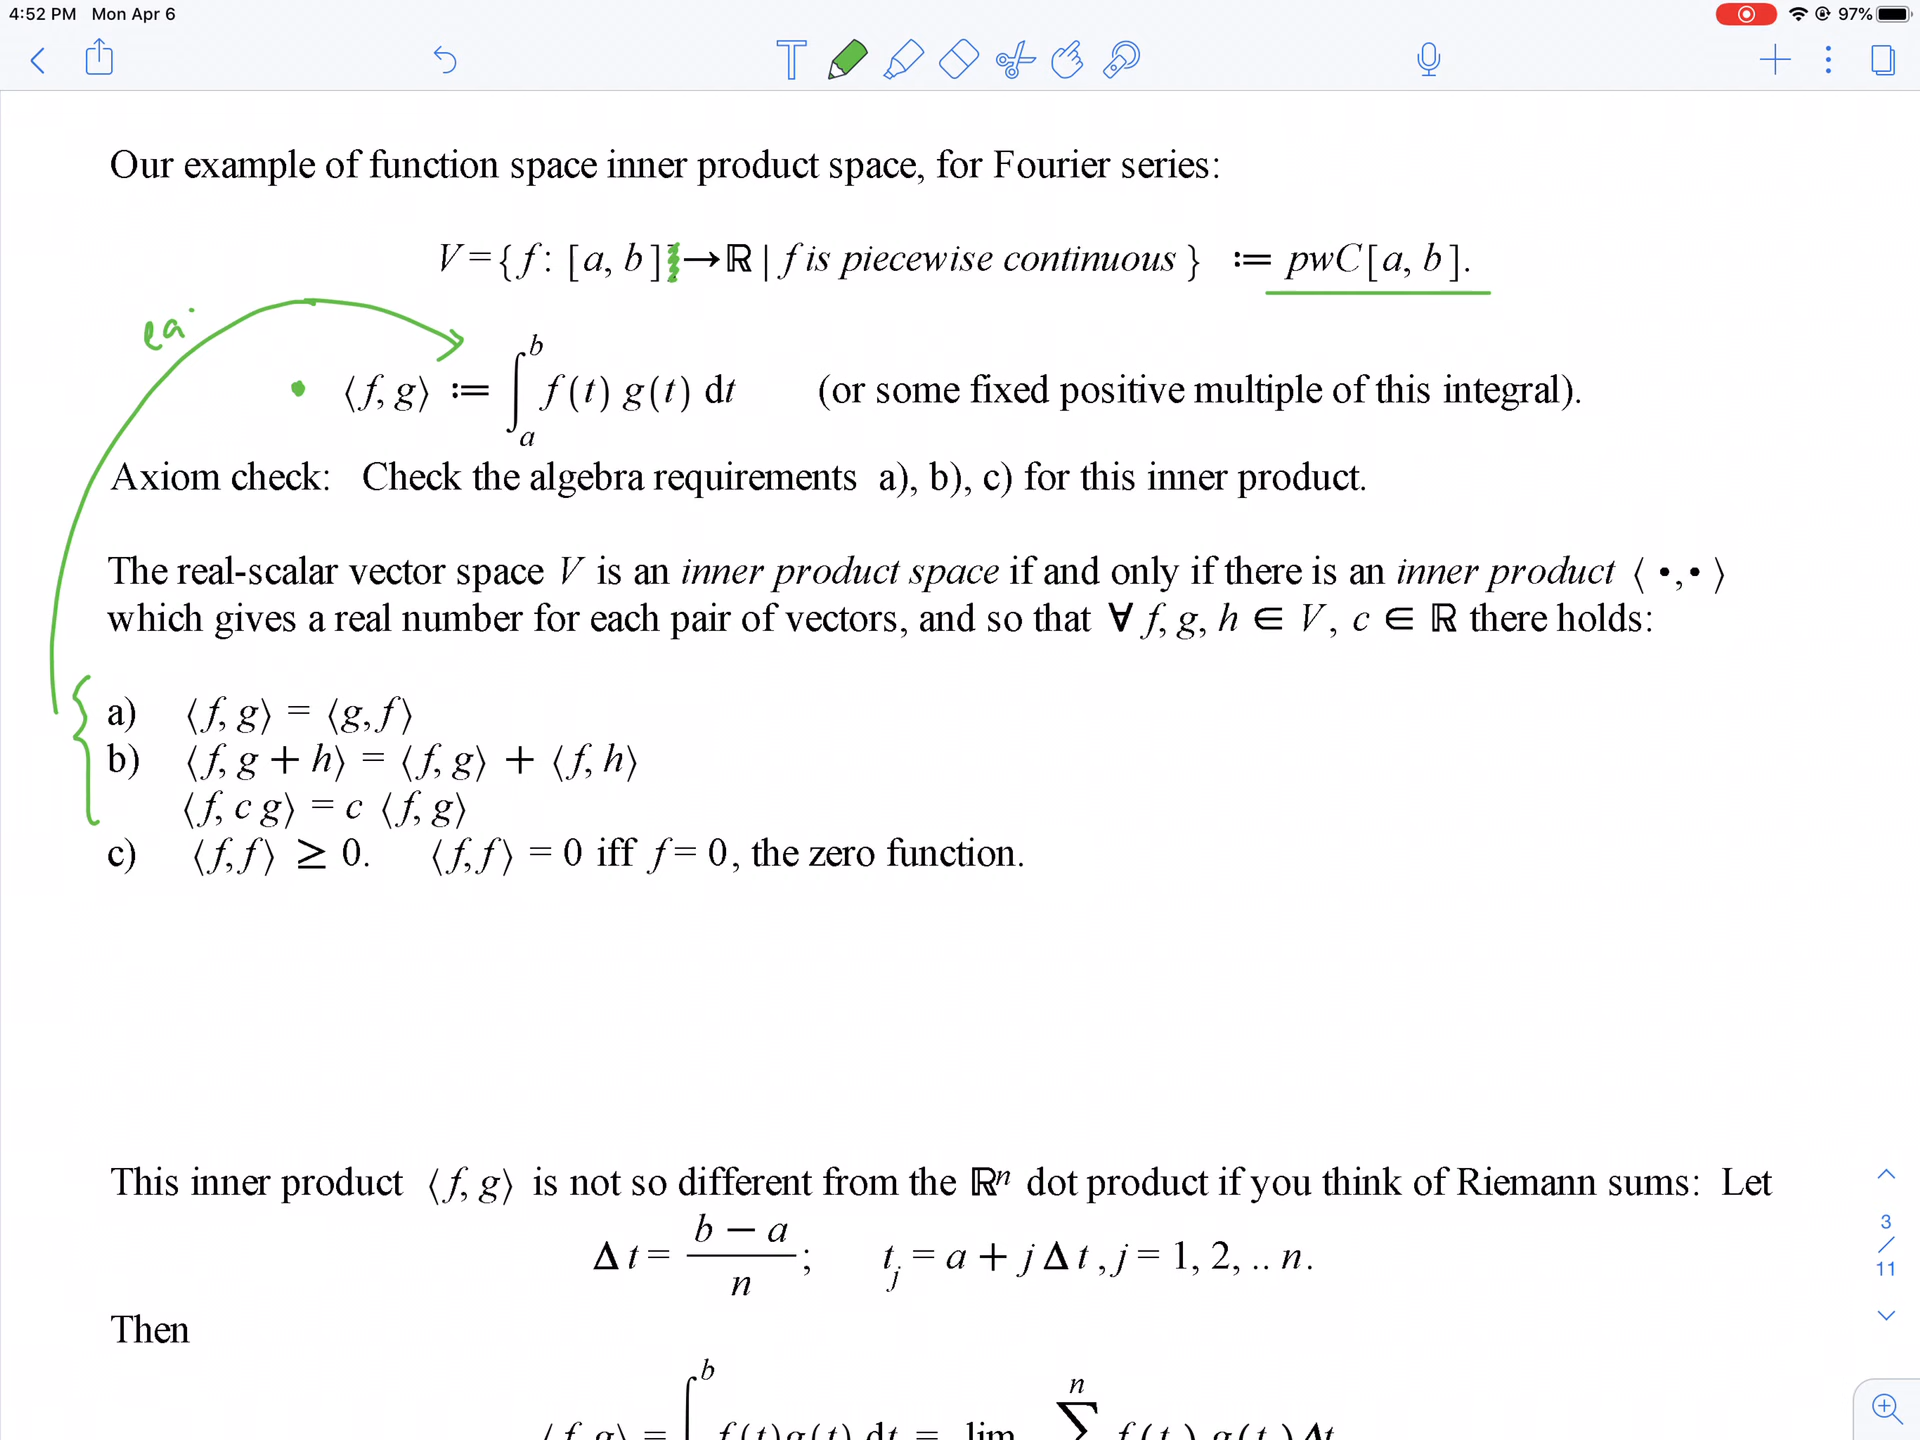 4:52 PM Mon Apr 6 97%
Our example of function space inner product space, for Fourier series:
V={f: [a, b]→ℝ | f is piecewise continuous } := pwC[a, b].
ea
• ⟨f, g⟩ := ∫_a^b f(t) g(t) dt (or some fixed positive multiple of this integral).
Axiom check: Check the algebra requirements a), b), c) for this inner product.
The real-scalar vector space V is an inner product space if and only if there is an inner product ⟨ •,• ⟩
which gives a real number for each pair of vectors, and so that ∀ f, g, h ∈ V, c ∈ ℝ there holds:
a) ⟨f, g⟩ = ⟨g, f⟩
b) ⟨f, g + h⟩ = ⟨f, g⟩ + ⟨f, h⟩
⟨f, c g⟩ = c ⟨f, g⟩
c) ⟨f, f⟩ ≥ 0. ⟨f, f⟩ = 0 iff f= 0, the zero function.
This inner product ⟨f, g⟩ is not so different from the ℝⁿ dot product if you think of Riemann sums: Let
Δ t = (b − a)/n ; t_j = a + j Δ t , j = 1, 2, .. n.
3
/
11
Then
⟨f, g⟩ = ∫^b f(t)g(t) dt = lim ∑^n f(t) g(t) Δt